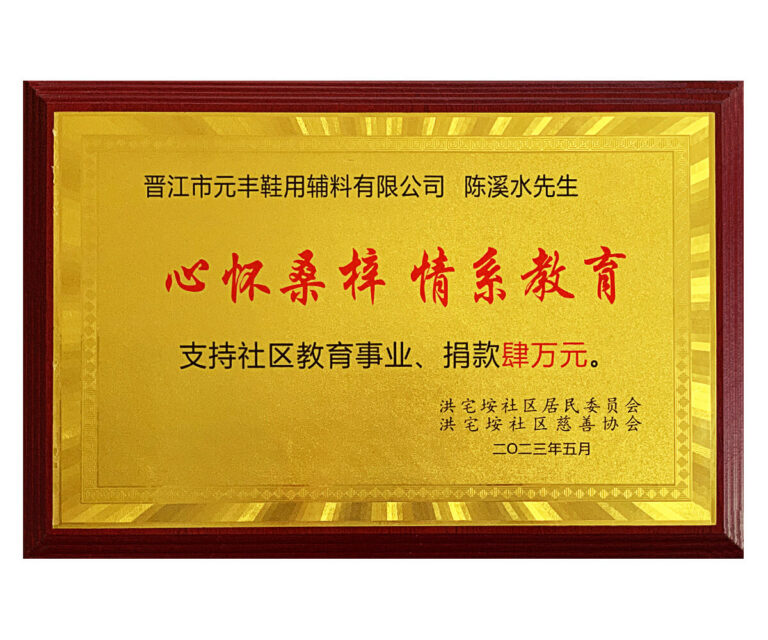 晋江市元丰鞋用辅料有限公司 陈溪水先生
心怀桑梓 情系教育
支持社区教育事业、捐款肆万元。
洪宅垵社区居民委员会
洪宅垵社区慈善协会
二〇二三年五月